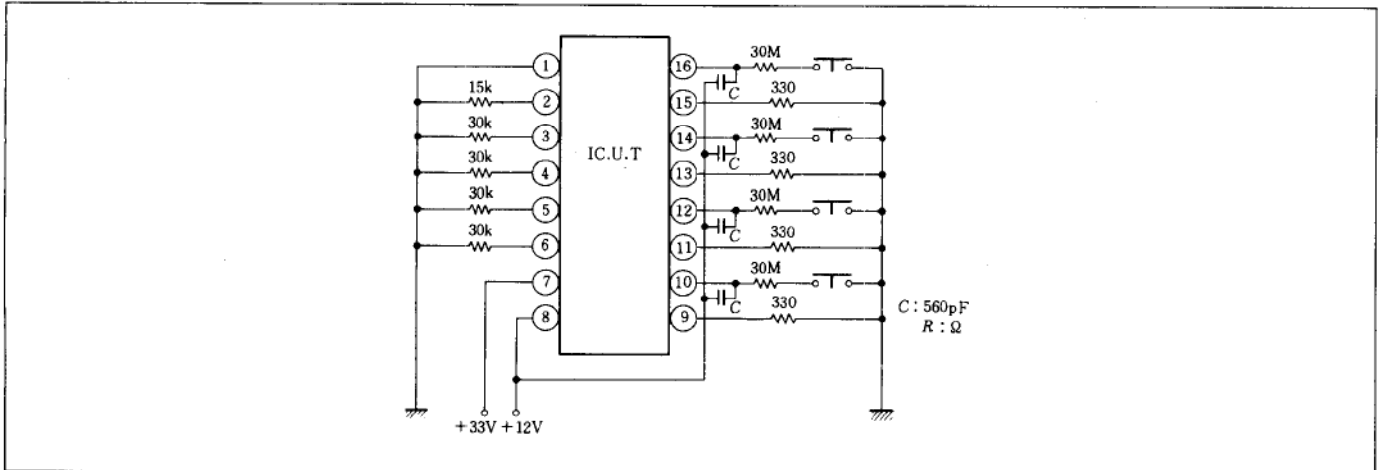 30M
1 16
15k C
2 15 330
30k 30M
3 14
IC.U.T C
30k 330
4 13
30k 30M
5 12
30k C
6 11 330
30M
7 10
C 330
8 9
C : 560pF
R : Ω
+33V +12V